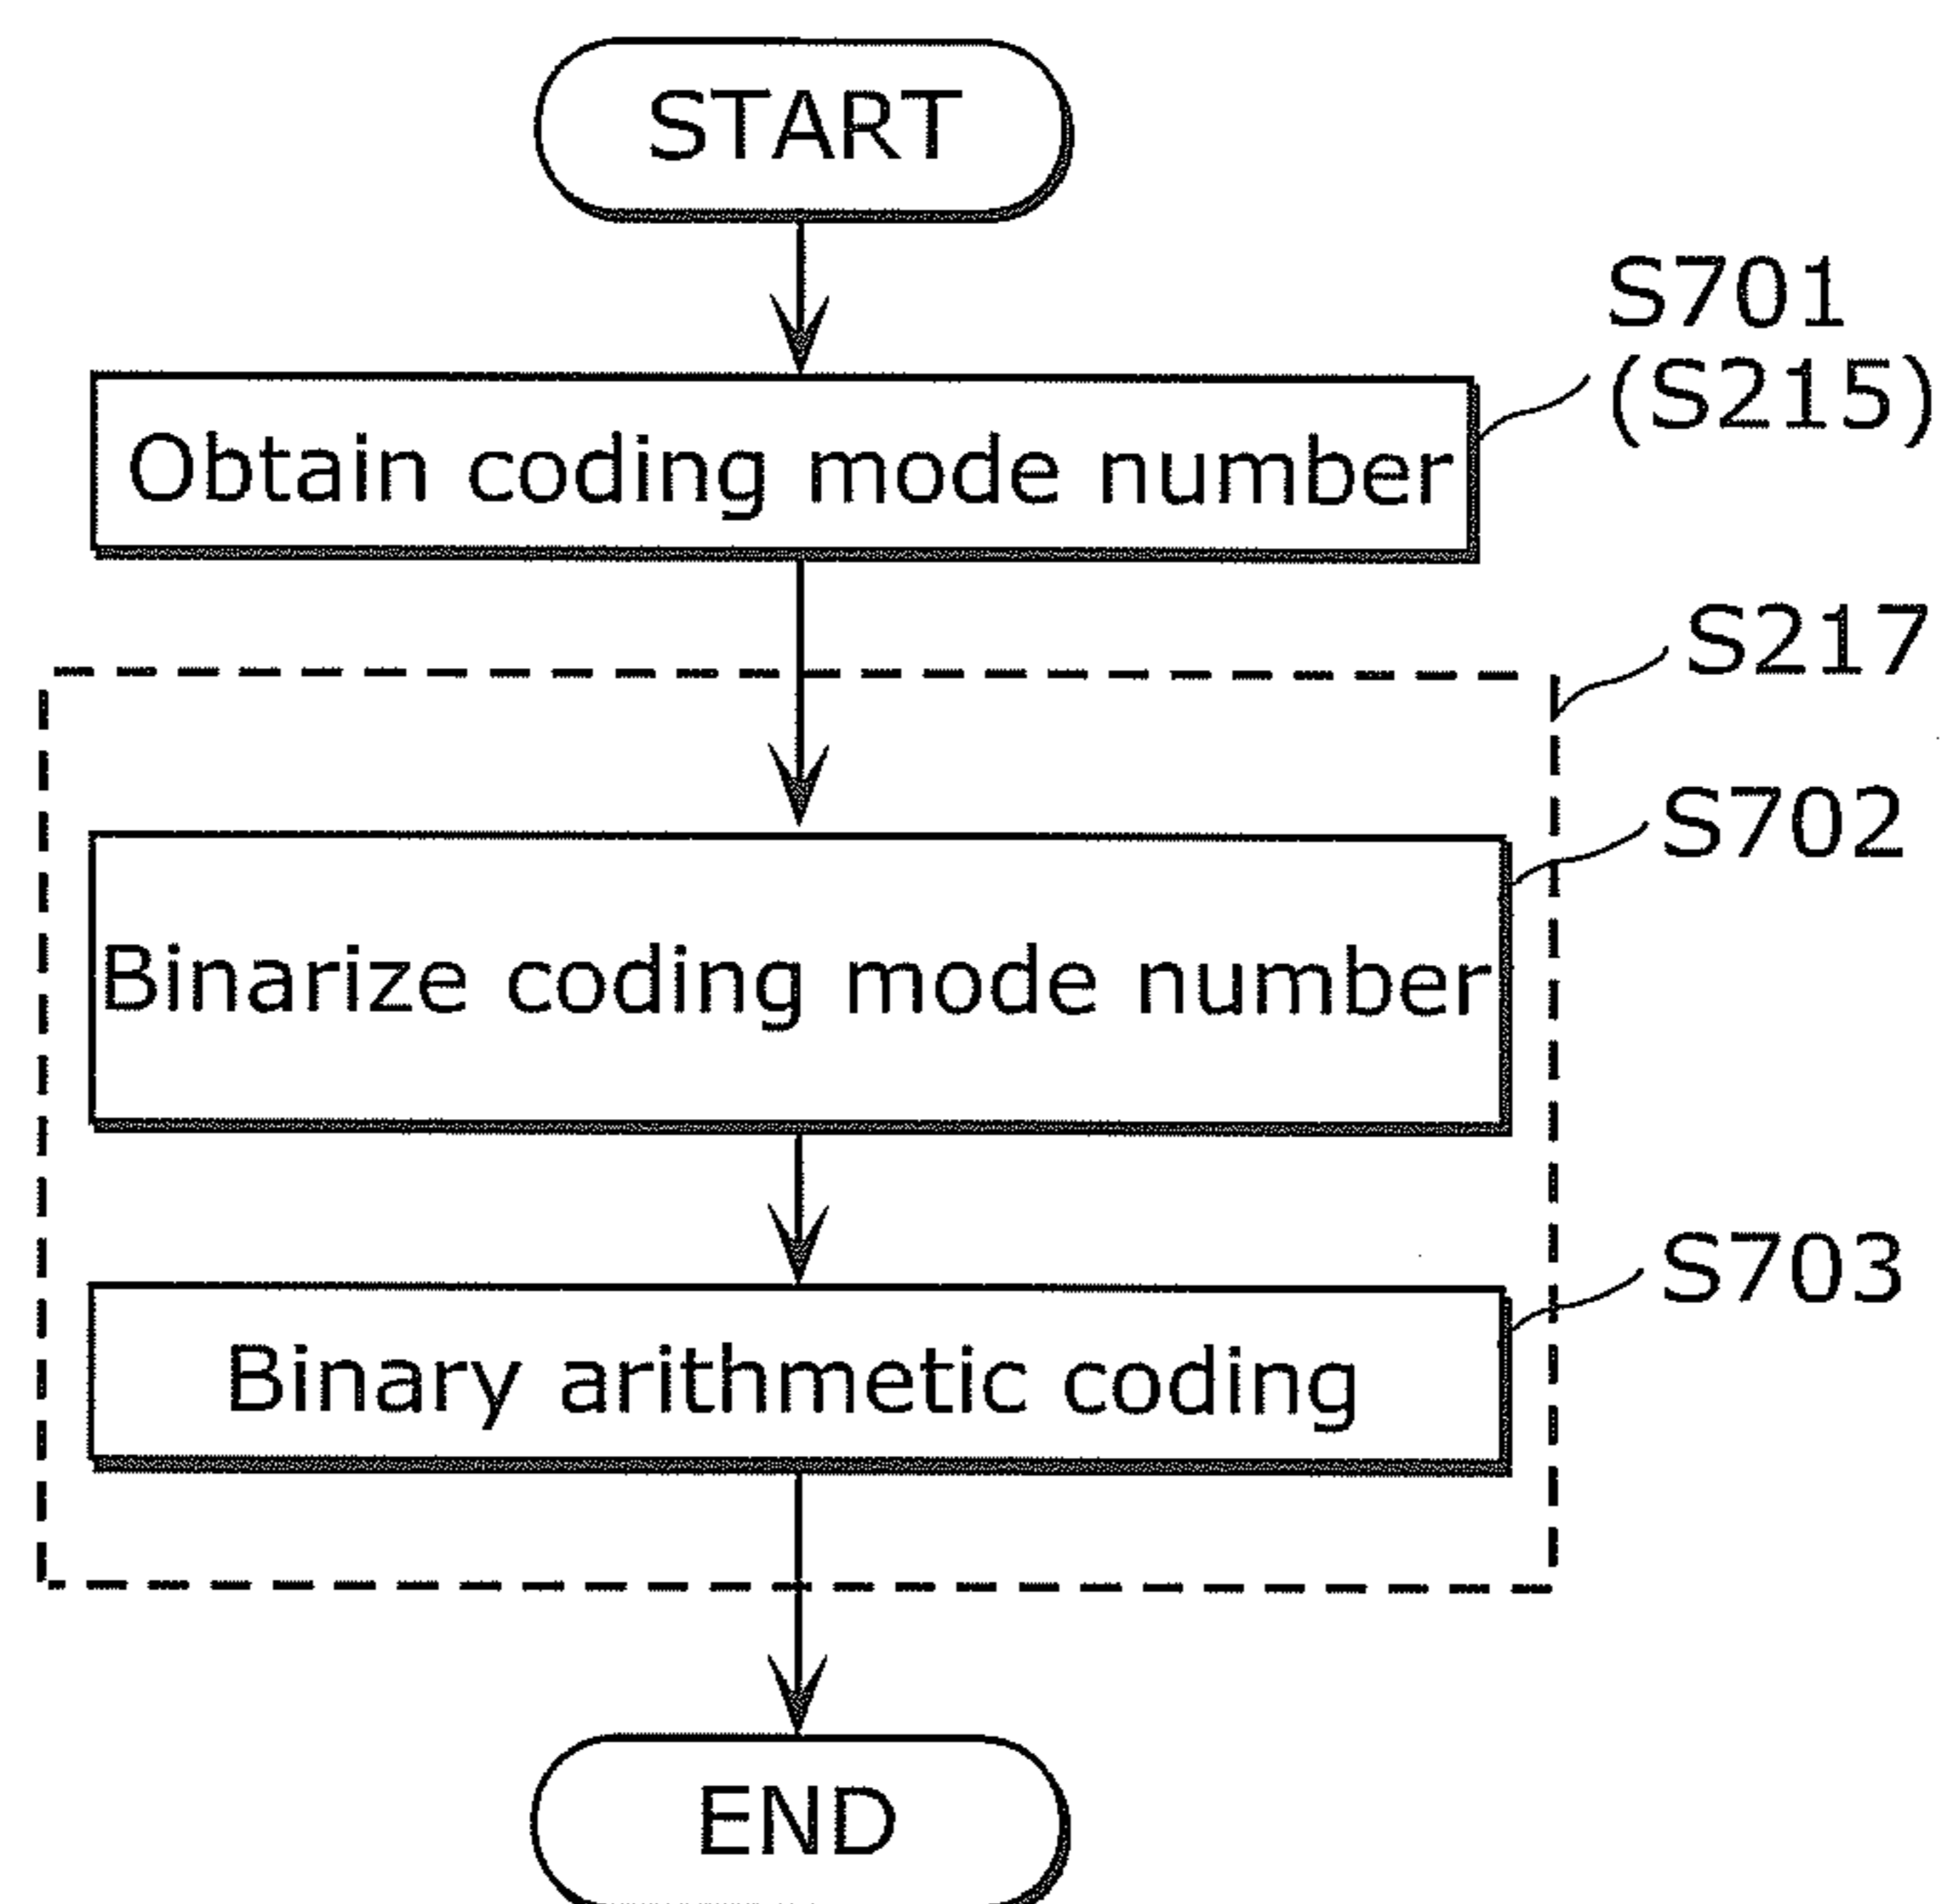 START
S701
(S215)
Obtain coding mode number
S217
S702
Binarize coding mode number
S703
Binary arithmetic coding
END